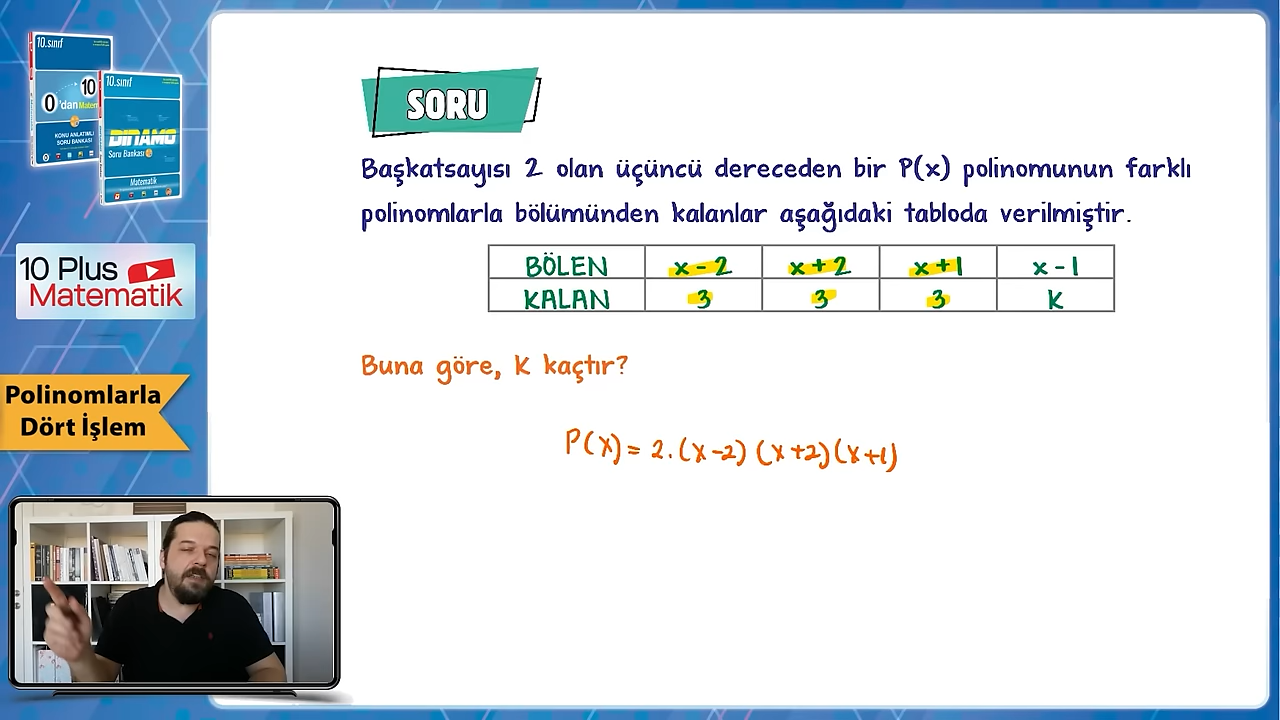 10.sınıf
0'dan 10
KONU ANLATIMLI
SORU BANKASI
10.sınıf
DİNAMO
Soru Bankası
Matematik
10 Plus
Matematik
Polinomlarla
Dört İşlem
SORU
Başkatsayısı 2 olan üçüncü dereceden bir P(x) polinomunun farklı
polinomlarla bölümünden kalanlar aşağıdaki tabloda verilmiştir.
BÖLEN x-2 x+2 x+1 x-1
KALAN 3 3 3 K
Buna göre, K kaçtır?
P(x)= 2.(x-2) (x+2)(x+1)